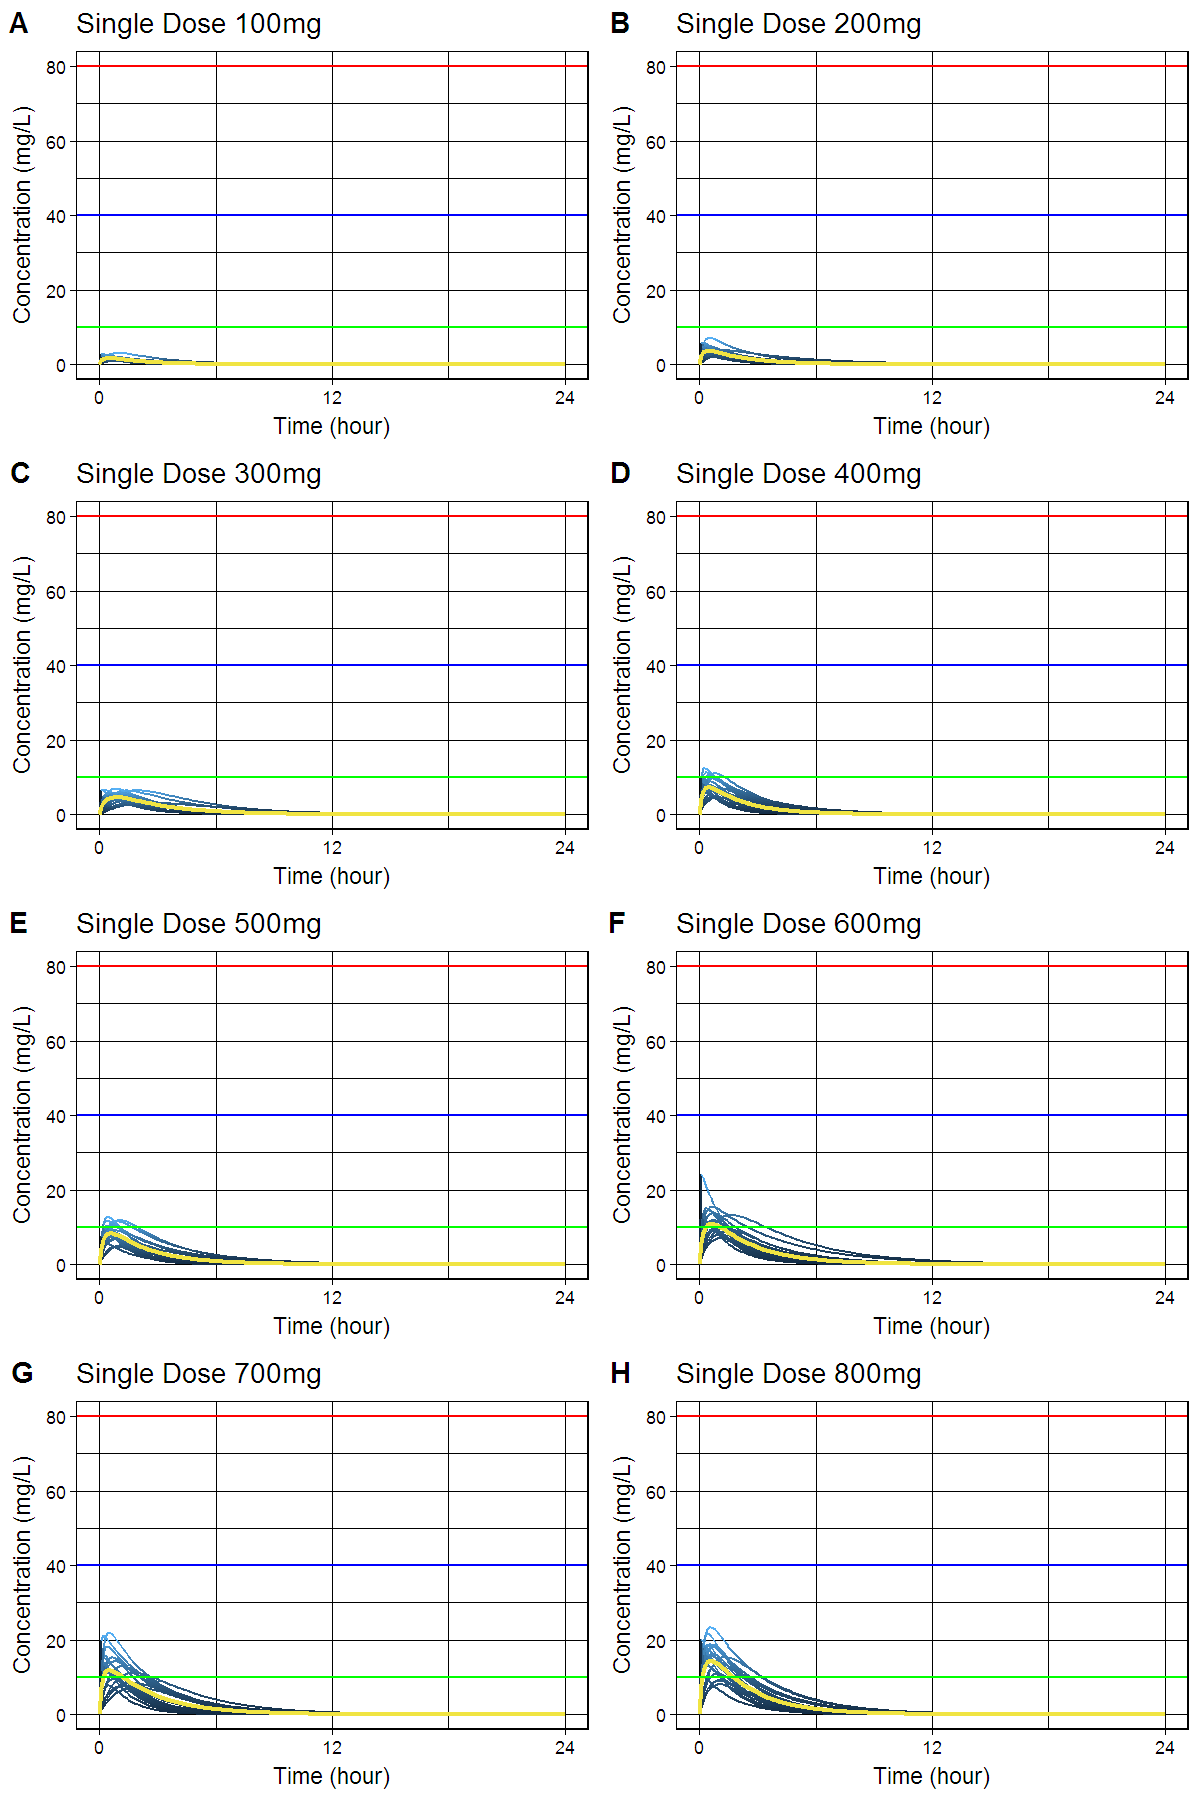 A Single Dose 100mg
Concentration (mg/L)
80
60
40
20
0
0 12 24
Time (hour)
B Single Dose 200mg
Concentration (mg/L)
80
60
40
20
0
0 12 24
Time (hour)
C Single Dose 300mg
Concentration (mg/L)
80
60
40
20
0
0 12 24
Time (hour)
D Single Dose 400mg
Concentration (mg/L)
80
60
40
20
0
0 12 24
Time (hour)
E Single Dose 500mg
Concentration (mg/L)
80
60
40
20
0
0 12 24
Time (hour)
F Single Dose 600mg
Concentration (mg/L)
80
60
40
20
0
0 12 24
Time (hour)
G Single Dose 700mg
Concentration (mg/L)
80
60
40
20
0
0 12 24
Time (hour)
H Single Dose 800mg
Concentration (mg/L)
80
60
40
20
0
0 12 24
Time (hour)